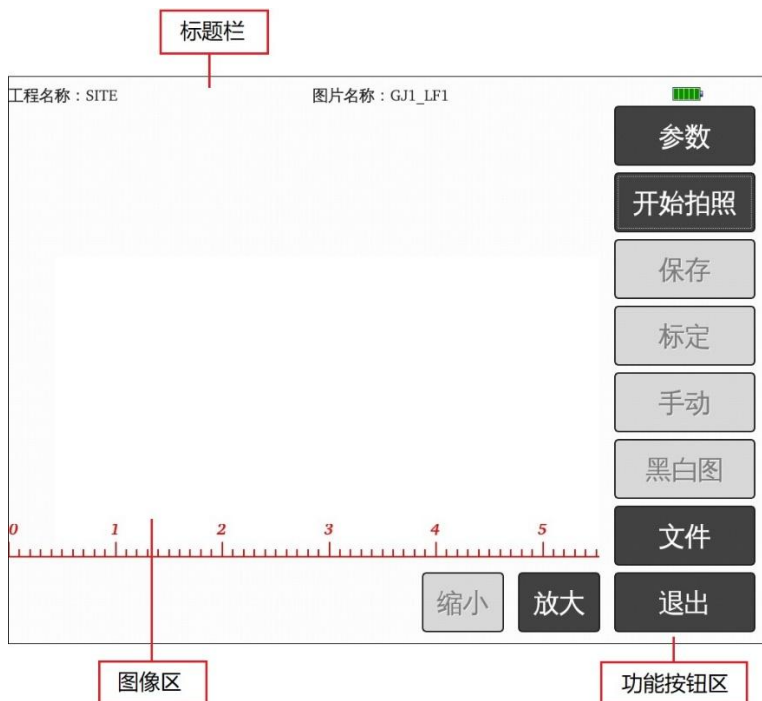 标题栏
工程名称：SITE 图片名称：GJ1_LF1
参数
开始拍照
保存
标定
手动
黑白图
0 1 2 3 4 5
文件
缩小 放大 退出
图像区 功能按钮区